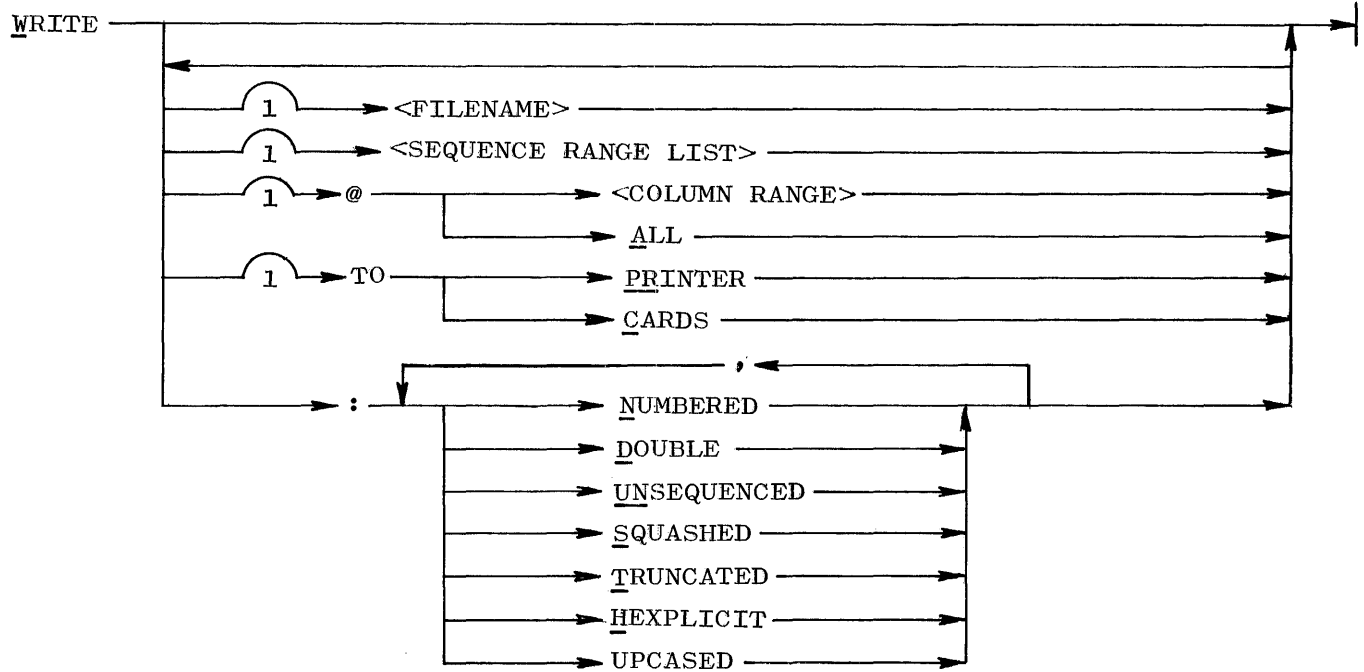 WRITE
1 <FILENAME>
1 <SEQUENCE RANGE LIST>
1 @ <COLUMN RANGE>
ALL
1 TO PRINTER
CARDS
,
: NUMBERED
DOUBLE
UNSEQUENCED
SQUASHED
TRUNCATED
HEXPLICIT
UPCASED